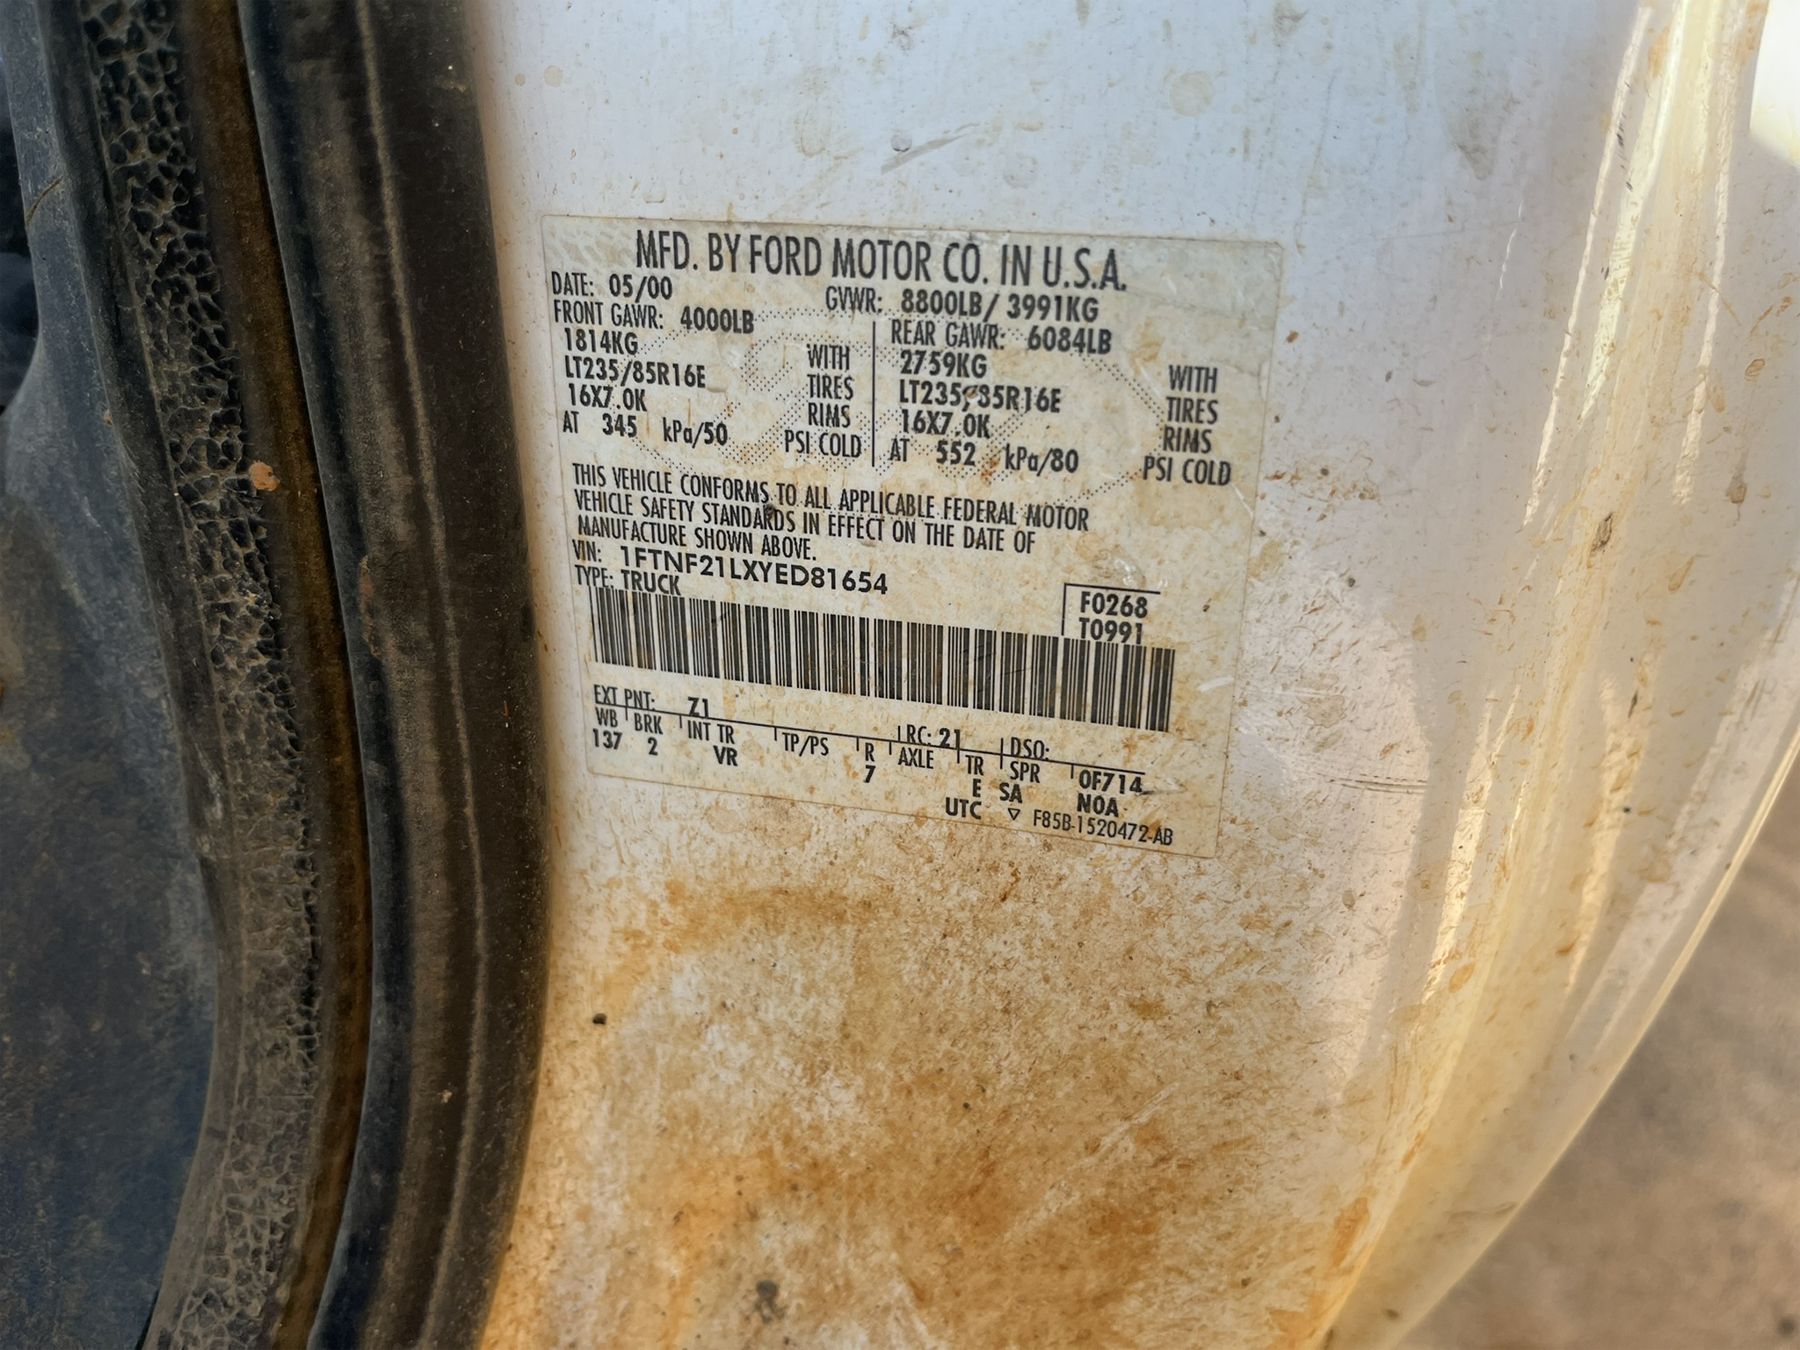 MFD. BY FORD MOTOR CO. IN U.S.A.
DATE: 05/00 GVWR: 8800LB/ 3991KG
FRONT GAWR: 4000LB REAR GAWR: 6084LB
1814KG WITH 2759KG WITH
LT235/85R16E TIRES LT235/85R16E TIRES
16X7.0K RIMS 16X7.0K RIMS
AT 345 kPa/50 PSI COLD AT 552 kPa/80 PSI COLD
THIS VEHICLE CONFORMS TO ALL APPLICABLE FEDERAL MOTOR
VEHICLE SAFETY STANDARDS IN EFFECT ON THE DATE OF
MANUFACTURE SHOWN ABOVE.
VIN: 1FTNF21LXYED81654
TYPE: TRUCK
F0268
T0991
EXT PNT: Z1 RC: 21 DSO:
WB BRK INT TR TP/PS R AXLE TR SPR 0F714
137 2 VR 7 E SA N0A
UTC ▽ F85B-1520472-AB